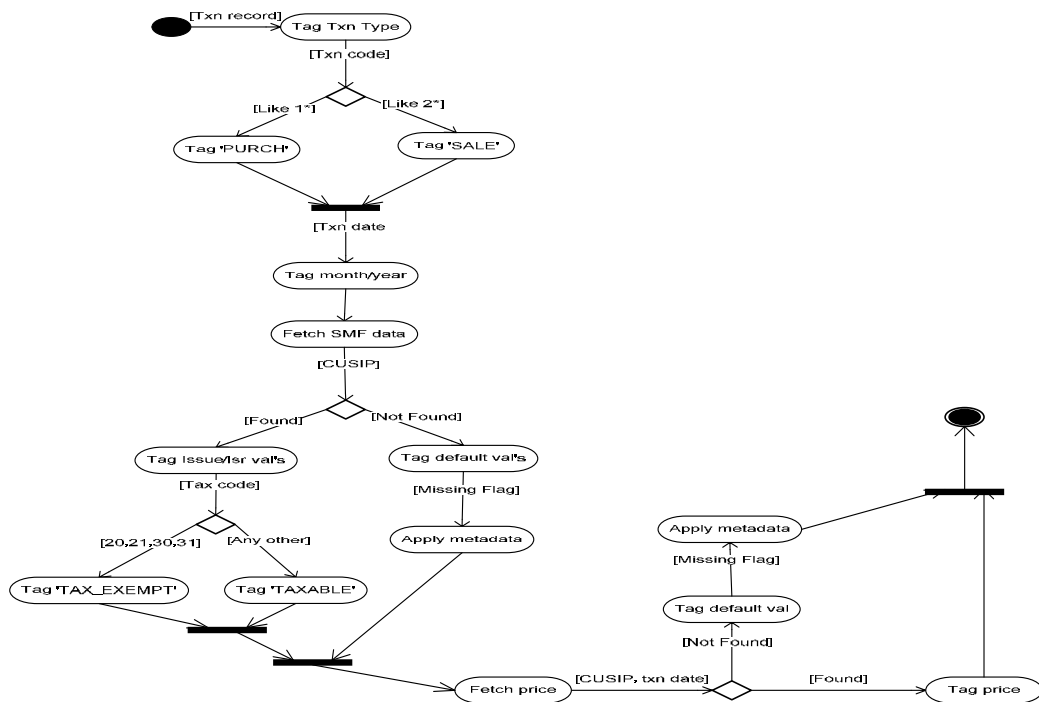 [Txn record]
Tag Txn Type
[Txn code]
[Like 1*]
[Like 2*]
Tag 'PURCH'
Tag 'SALE'
[Txn date
Tag month/year
Fetch SMF data
[CUSIP]
[Found]
[Not Found]
Tag Issue/Isr val's
Tag default val's
[Tax code]
[Missing Flag]
[20,21,30,31]
[Any other]
Apply metadata
Tag 'TAX_EXEMPT'
Tag 'TAXABLE'
Apply metadata
[Missing Flag]
Tag default val
[Not Found]
Fetch price
[CUSIP, txn date]
[Found]
Tag price